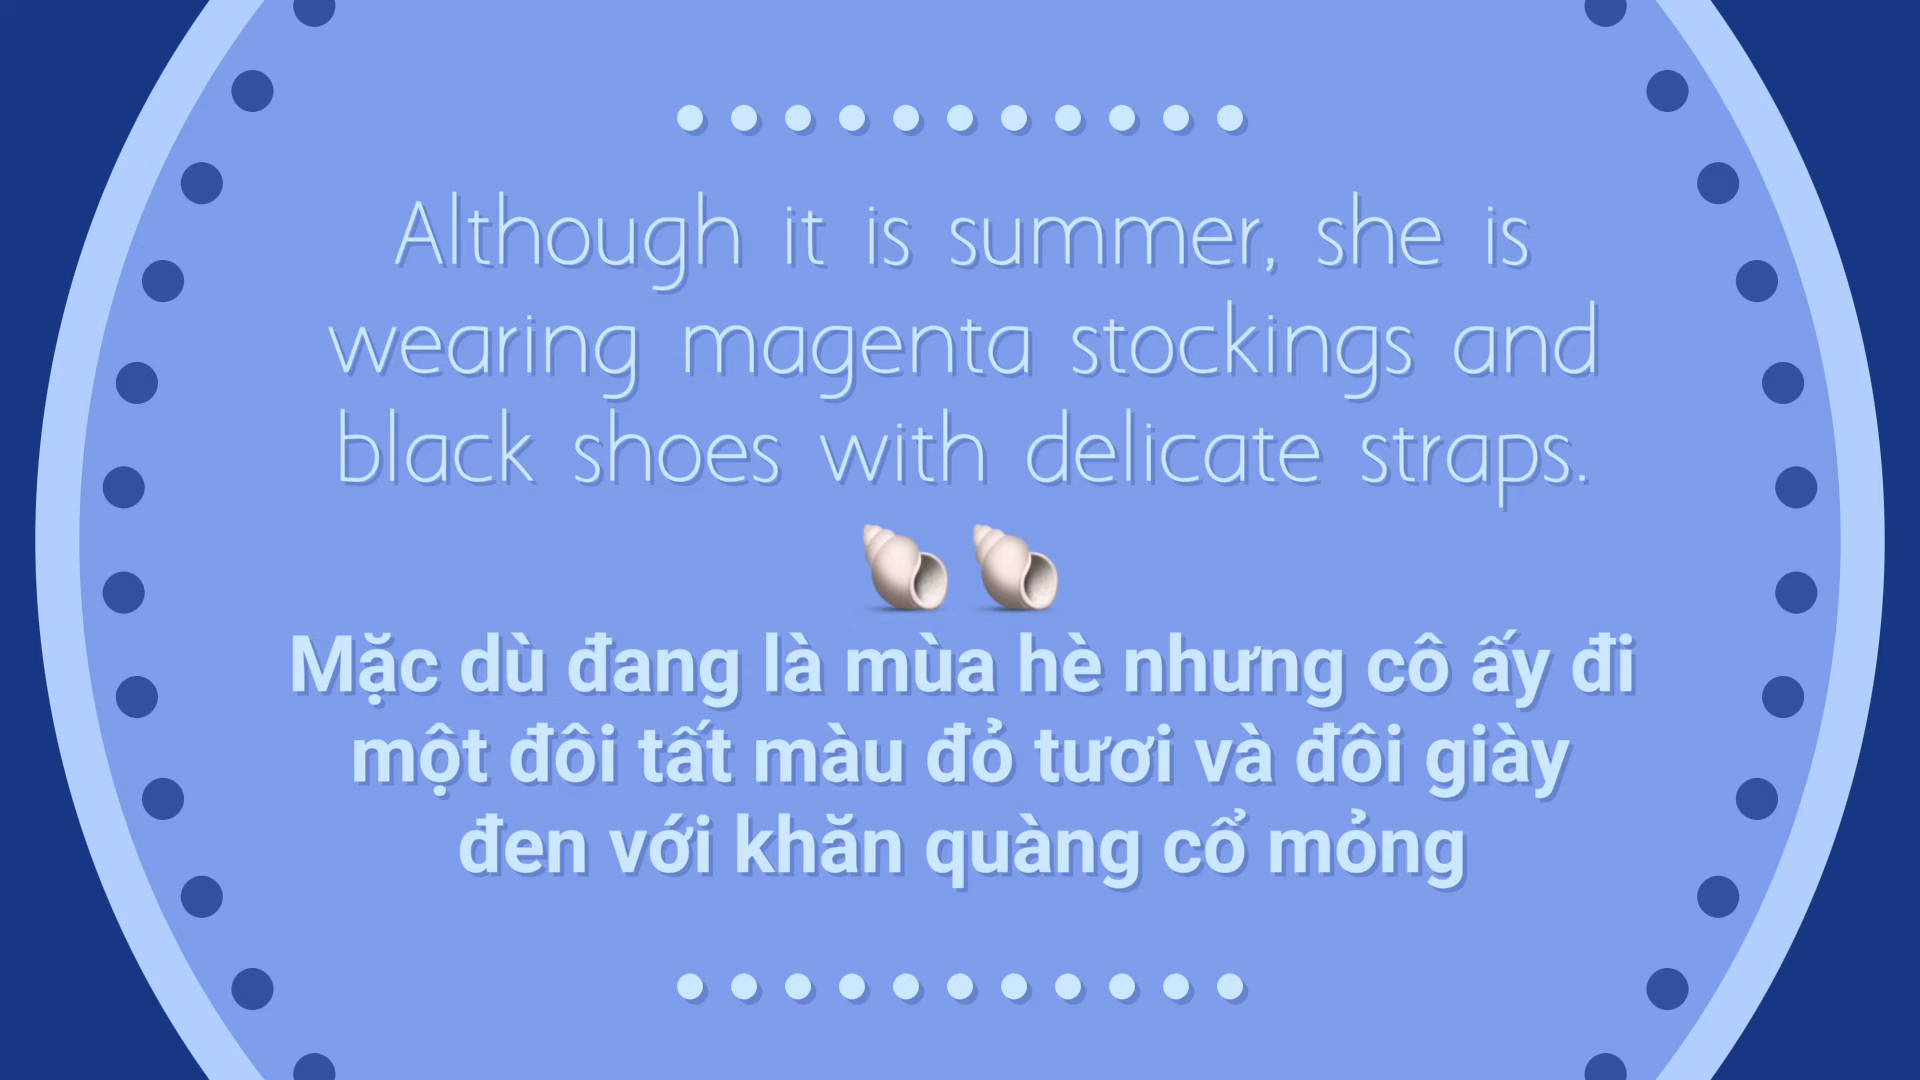 Although it is summer, she is
wearing magenta stockings and
black shoes with delicate straps.
Mặc dù đang là mùa hè nhưng cô ấy đi
một đôi tất màu đỏ tươi và đôi giày
đen với khăn quàng cổ mỏng